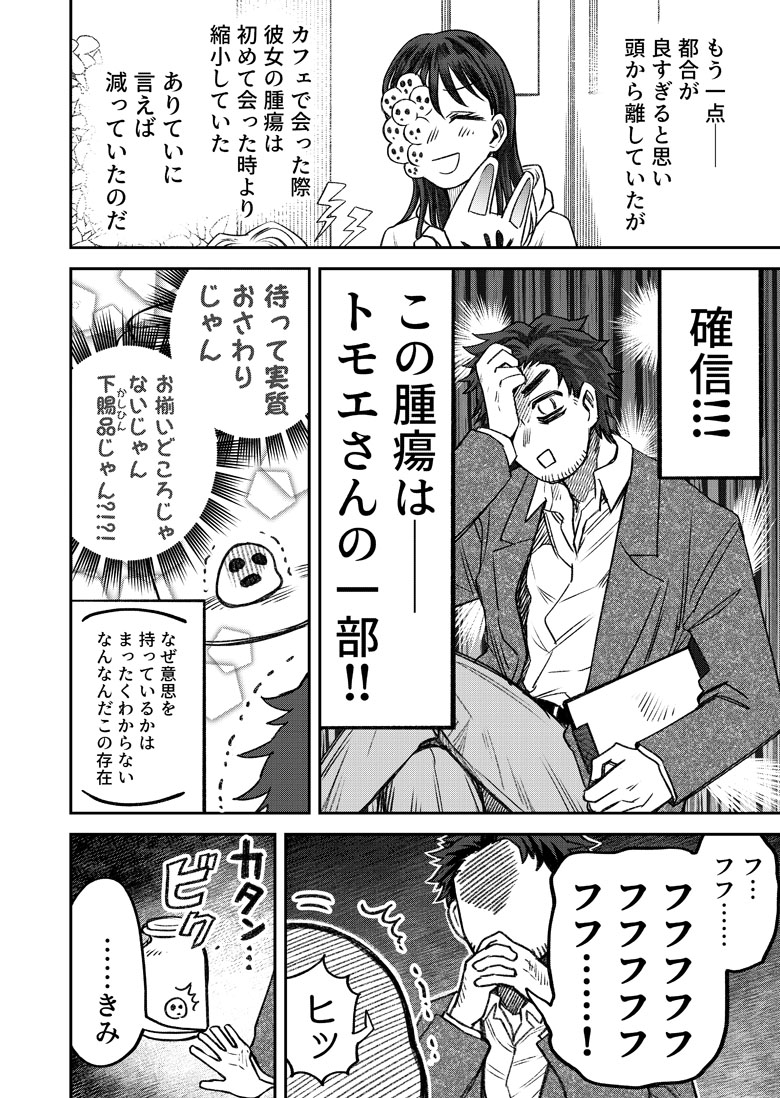 もう一点――
都合が
良すぎると思い
頭から離していたが
カフェで会った際
彼女の腫瘍は
初めて会った時より
縮小していた
ありていに
言えば
減っていたのだ
確信!!!
この腫瘍は――
トモエさんの一部!!
待って実質
おさわり
じゃん
お揃いどころじゃ
ないじゃん
下賜品じゃん?!?!
かしひん
なぜ意思を
持っているかは
まったくわからない
なんなんだこの存在
フ…
フフ……
フフフフフ
フフフフフ
フフ………!
ヒッ
カタン…
ビク
……きみ